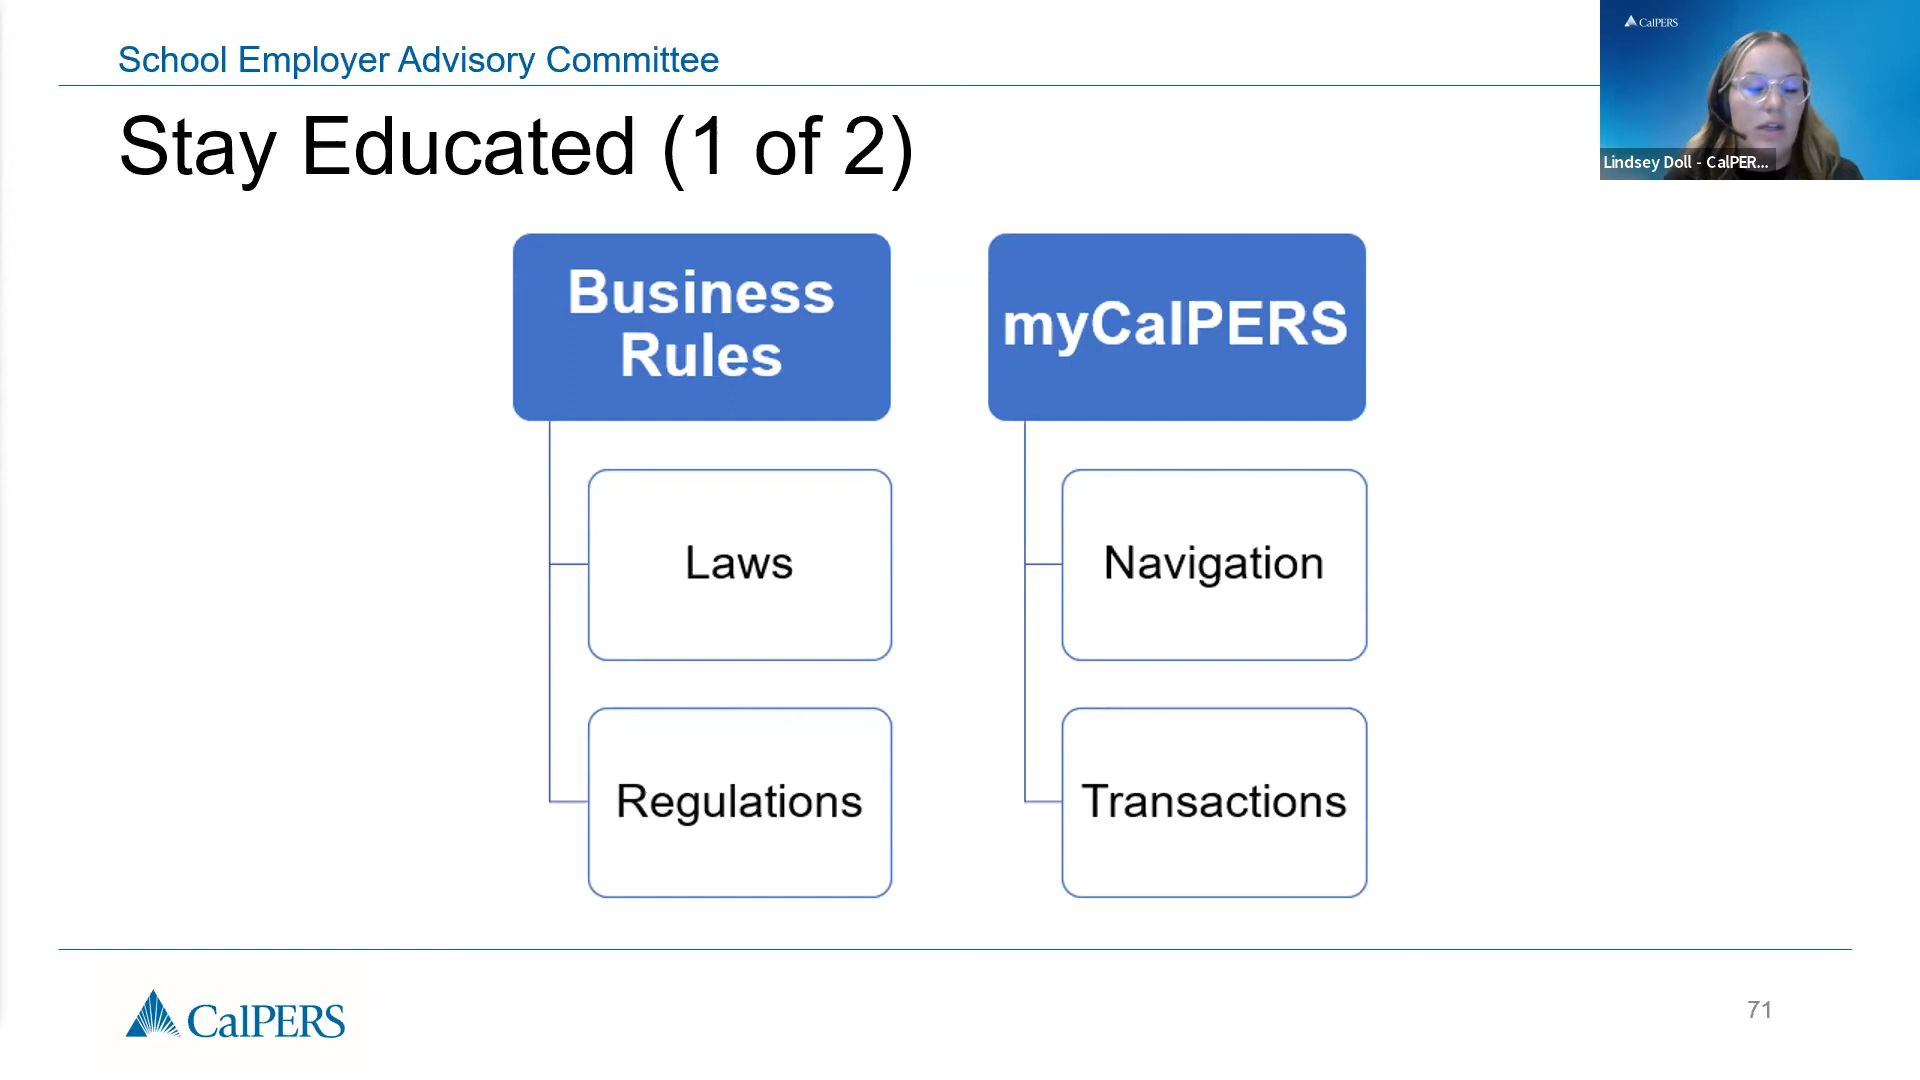 School Employer Advisory Committee
CalPERS
Stay Educated (1 of 2)
Lindsey Doll - CalPER...
Business
Rules
myCalPERS
Laws
Navigation
Regulations
Transactions
CalPERS
71